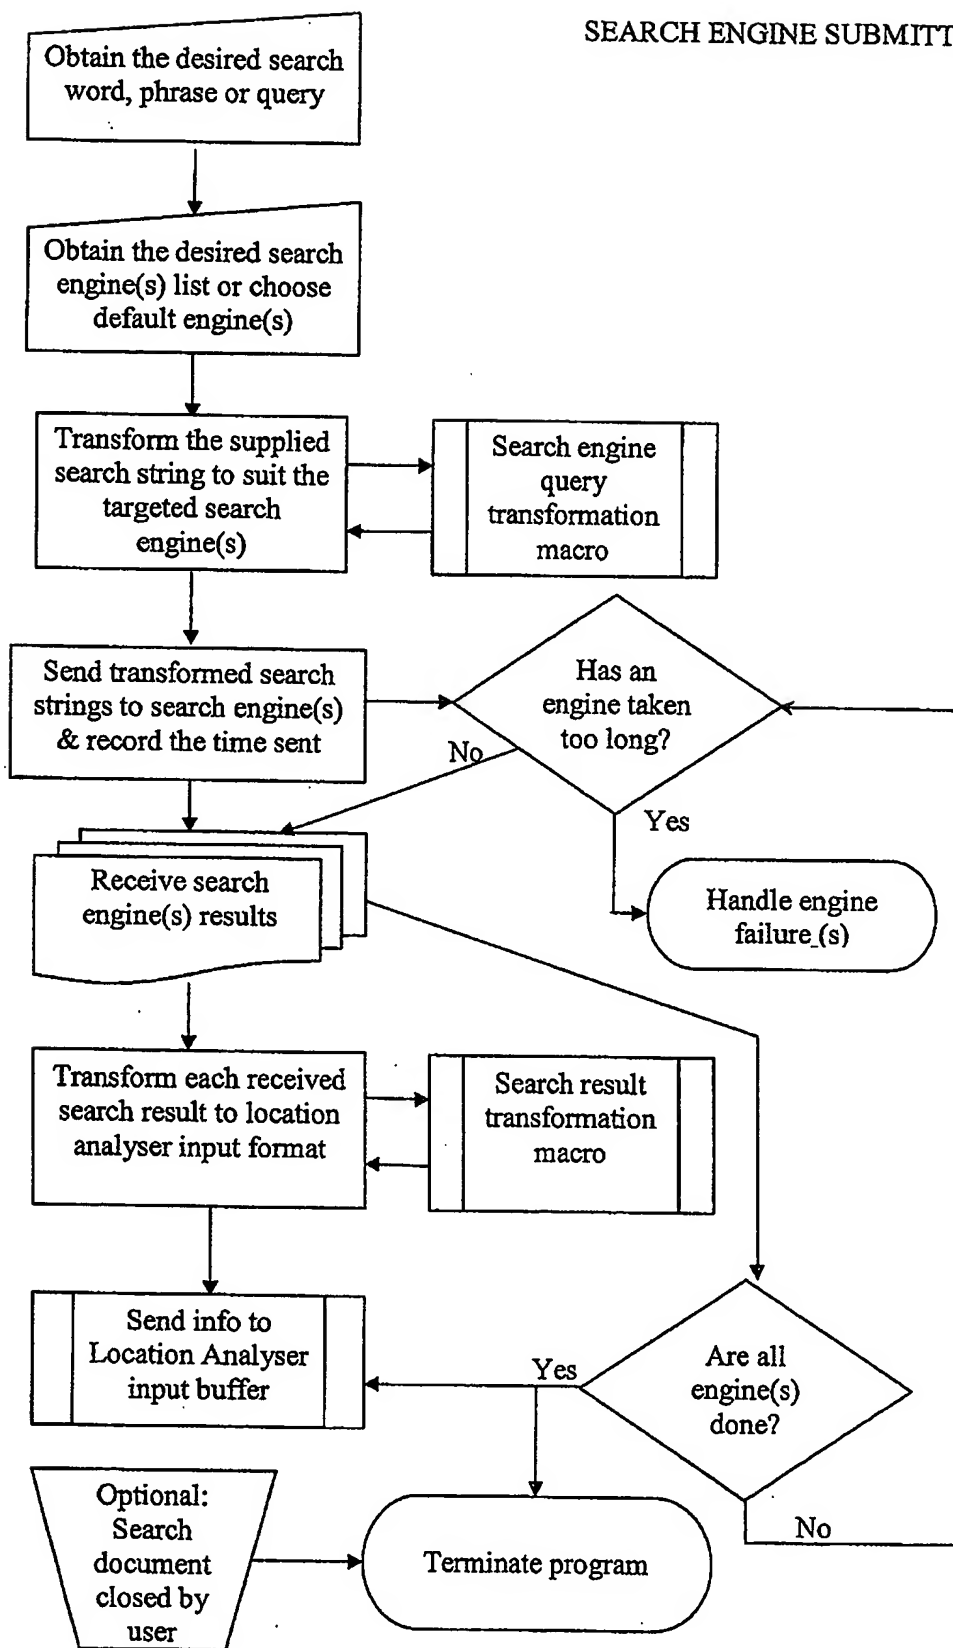 SEARCH ENGINE SUBMITT
Obtain the desired search
word, phrase or query
Obtain the desired search
engine(s) list or choose
default engine(s)
Transform the supplied
search string to suit the
targeted search
engine(s)
Search engine
query
transformation
macro
Send transformed search
strings to search engine(s)
& record the time sent
Has an
engine taken
too long?
No
Yes
Receive search
engine(s) results
Handle engine
failure_(s)
Transform each received
search result to location
analyser input format
Search result
transformation
macro
Send info to
Location Analyser
input buffer
Yes
Are all
engine(s)
done?
No
Optional:
Search
document
closed by
user
Terminate program